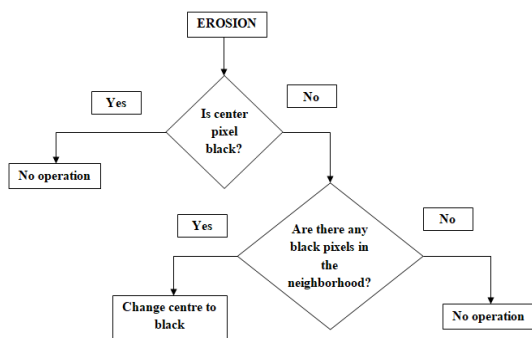 EROSION
Yes
No
Is center
pixel
black?
No operation
Yes
No
Are there any
black pixels in
the
neighborhood?
Change centre to
black
No operation